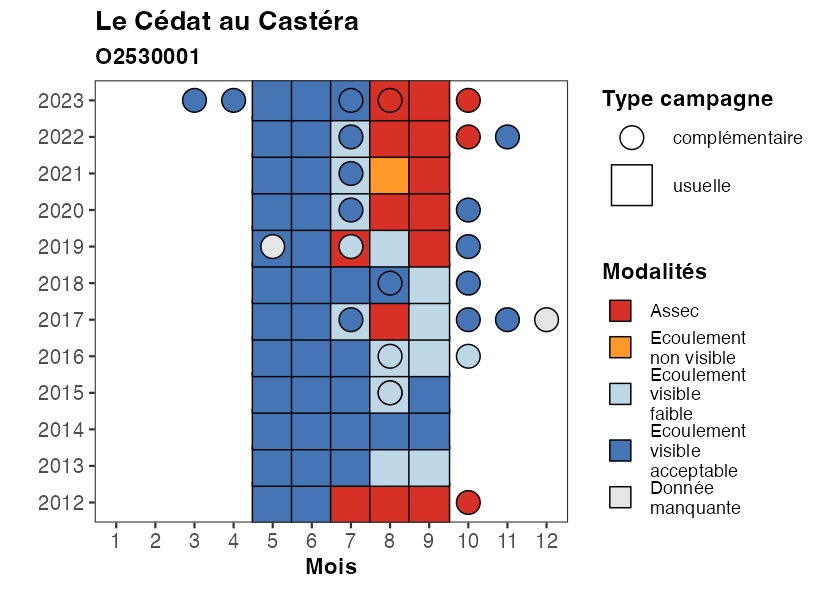 Le Cédat au Castéra
O2530001
2023
2022
2021
2020
2019
2018
2017
2016
2015
2014
2013
2012
1 2 3 4 5 6 7 8 9 10 11 12
Mois
Type campagne
complémentaire
usuelle
Modalités
Assec
Ecoulement
non visible
Ecoulement
visible
faible
Ecoulement
visible
acceptable
Donnée
manquante